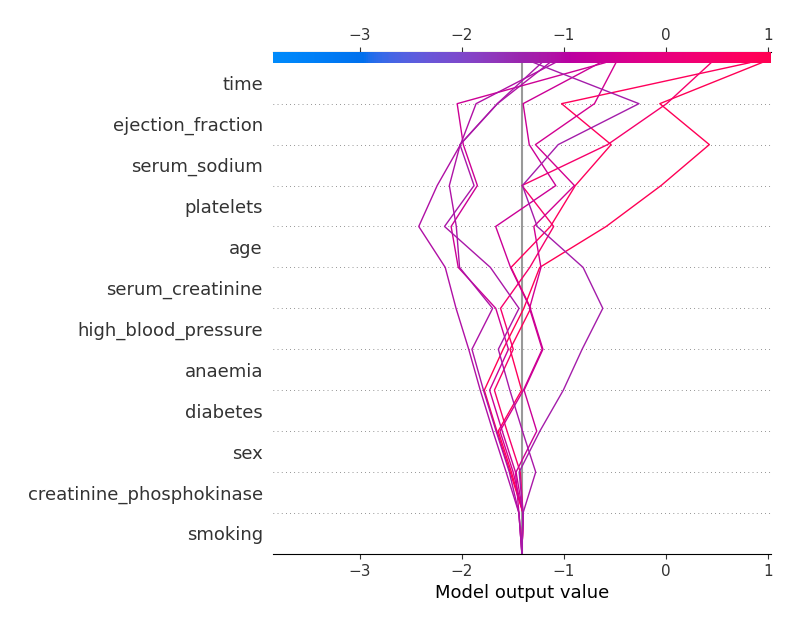 −3 −2 −1 0 1
time
ejection_fraction
serum_sodium
platelets
age
serum_creatinine
high_blood_pressure
anaemia
diabetes
sex
creatinine_phosphokinase
smoking
−3 −2 −1 0 1
Model output value